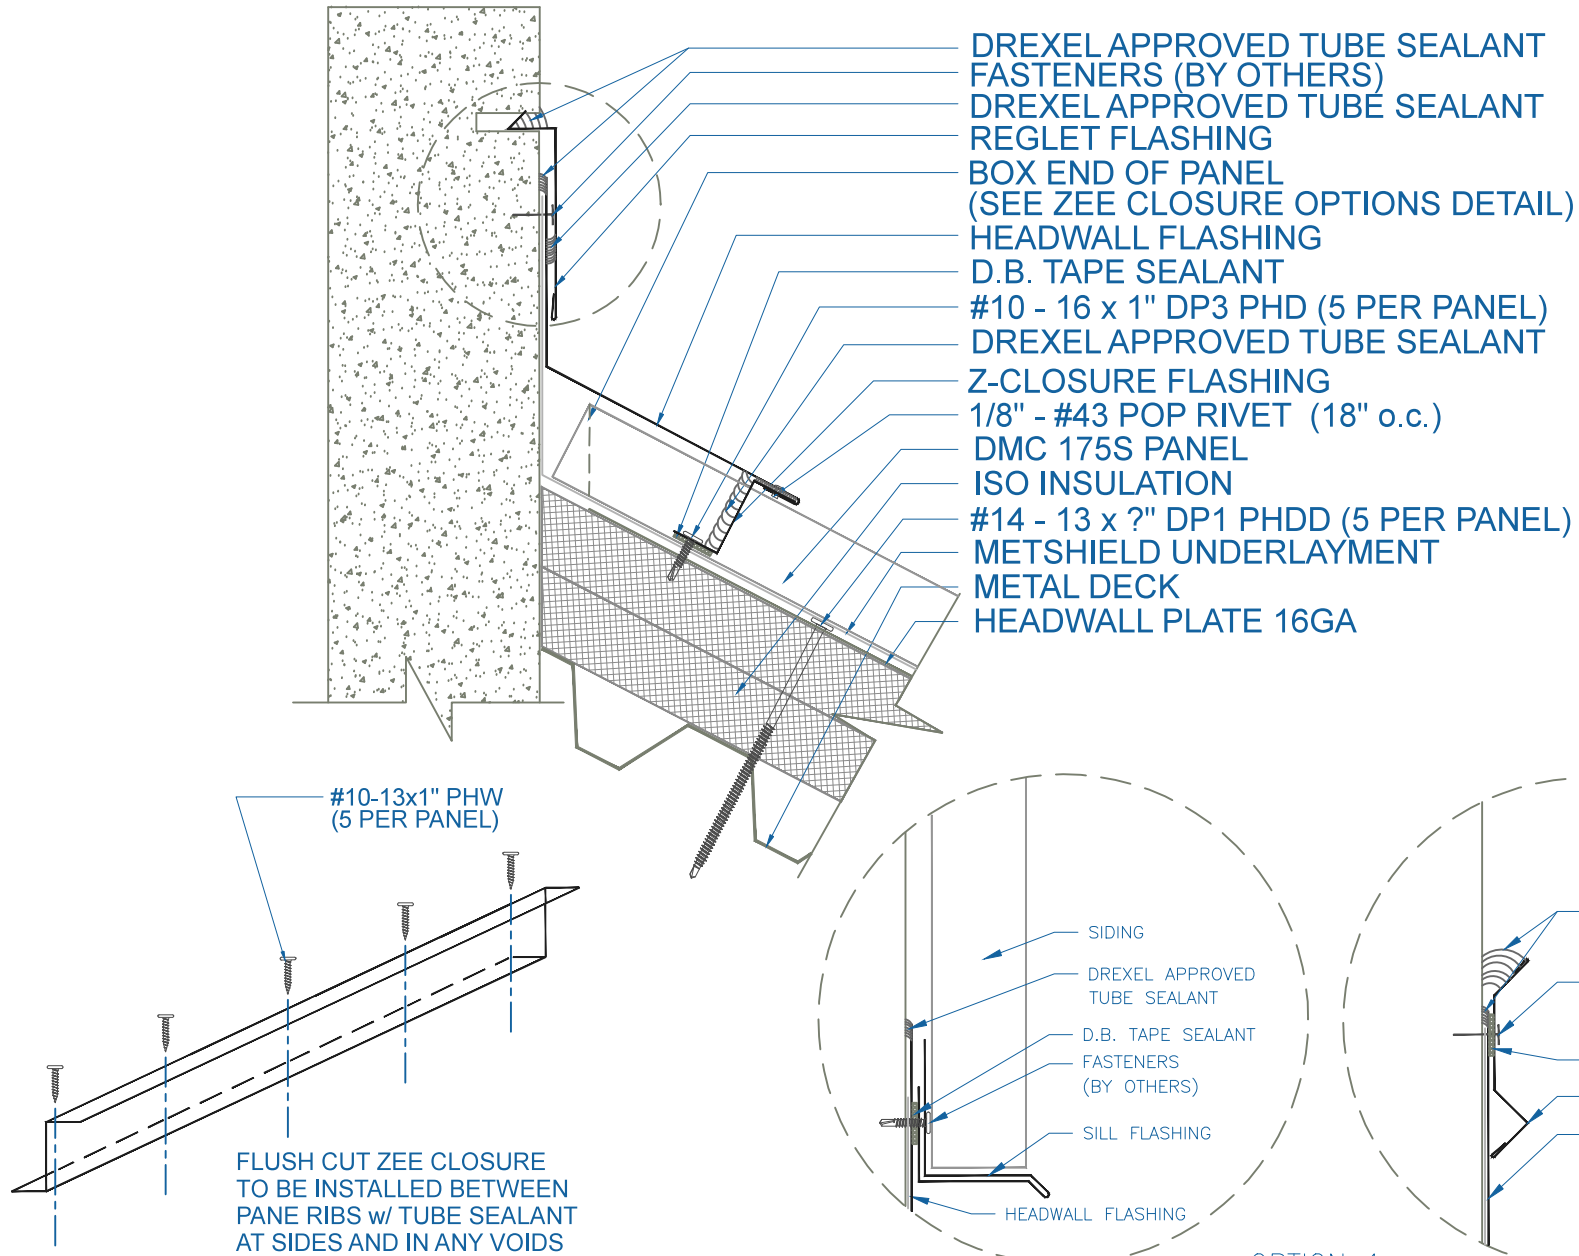 DREXEL APPROVED TUBE SEALANT
FASTENERS (BY OTHERS)
DREXEL APPROVED TUBE SEALANT
REGLET FLASHING
BOX END OF PANEL
(SEE ZEE CLOSURE OPTIONS DETAIL)
HEADWALL FLASHING
D.B. TAPE SEALANT
#10 - 16 x 1" DP3 PHD (5 PER PANEL)
DREXEL APPROVED TUBE SEALANT
Z-CLOSURE FLASHING
1/8" - #43 POP RIVET (18" o.c.)
DMC 175S PANEL
ISO INSULATION
#14 - 13 x ?" DP1 PHDD (5 PER PANEL)
METSHIELD UNDERLAYMENT
METAL DECK
HEADWALL PLATE 16GA
#10-13x1" PHW
(5 PER PANEL)
FLUSH CUT ZEE CLOSURE
TO BE INSTALLED BETWEEN
PANE RIBS w/ TUBE SEALANT
AT SIDES AND IN ANY VOIDS
SIDING
DREXEL APPROVED
TUBE SEALANT
D.B. TAPE SEALANT
FASTENERS
(BY OTHERS)
SILL FLASHING
HEADWALL FLASHING